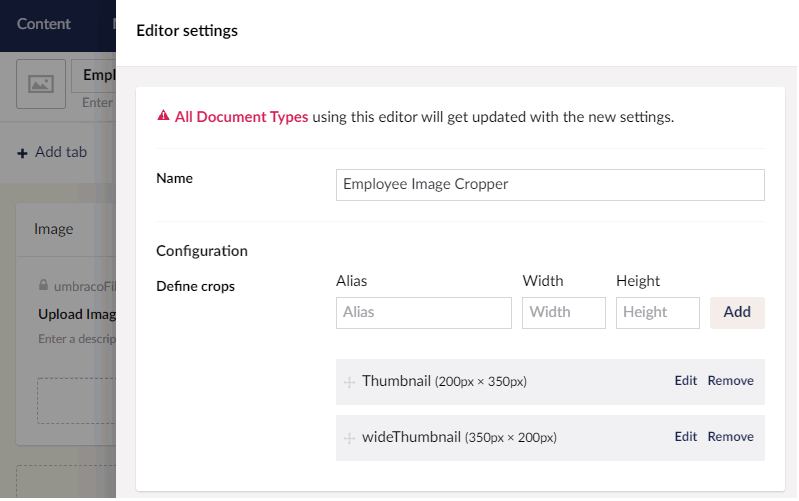 Content
Editor settings
Empl
Enter
All Document Types using this editor will get updated with the new settings.
Add tab
Name
Employee Image Cropper
Image
Configuration
Define crops
Alias
Width
Height
Alias
Width
Height
Add
umbracoFil
Upload Imag
Enter a descrip
Thumbnail (200px × 350px)
Edit Remove
wideThumbnail (350px × 200px)
Edit Remove